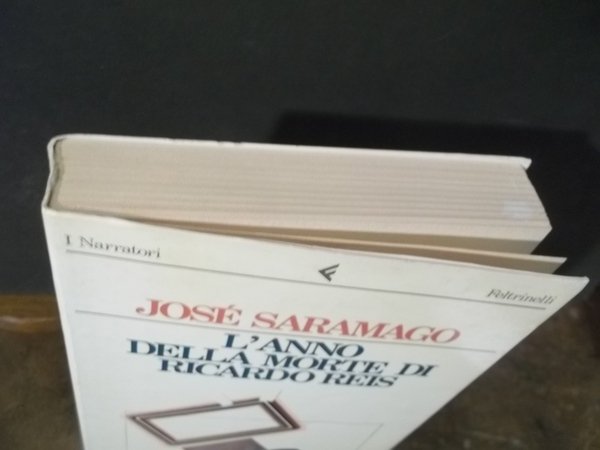 I Narratori
Feltrinelli
JOSÉ SARAMAGO
L'ANNO
DELLA MORTE DI
RICARDO REIS